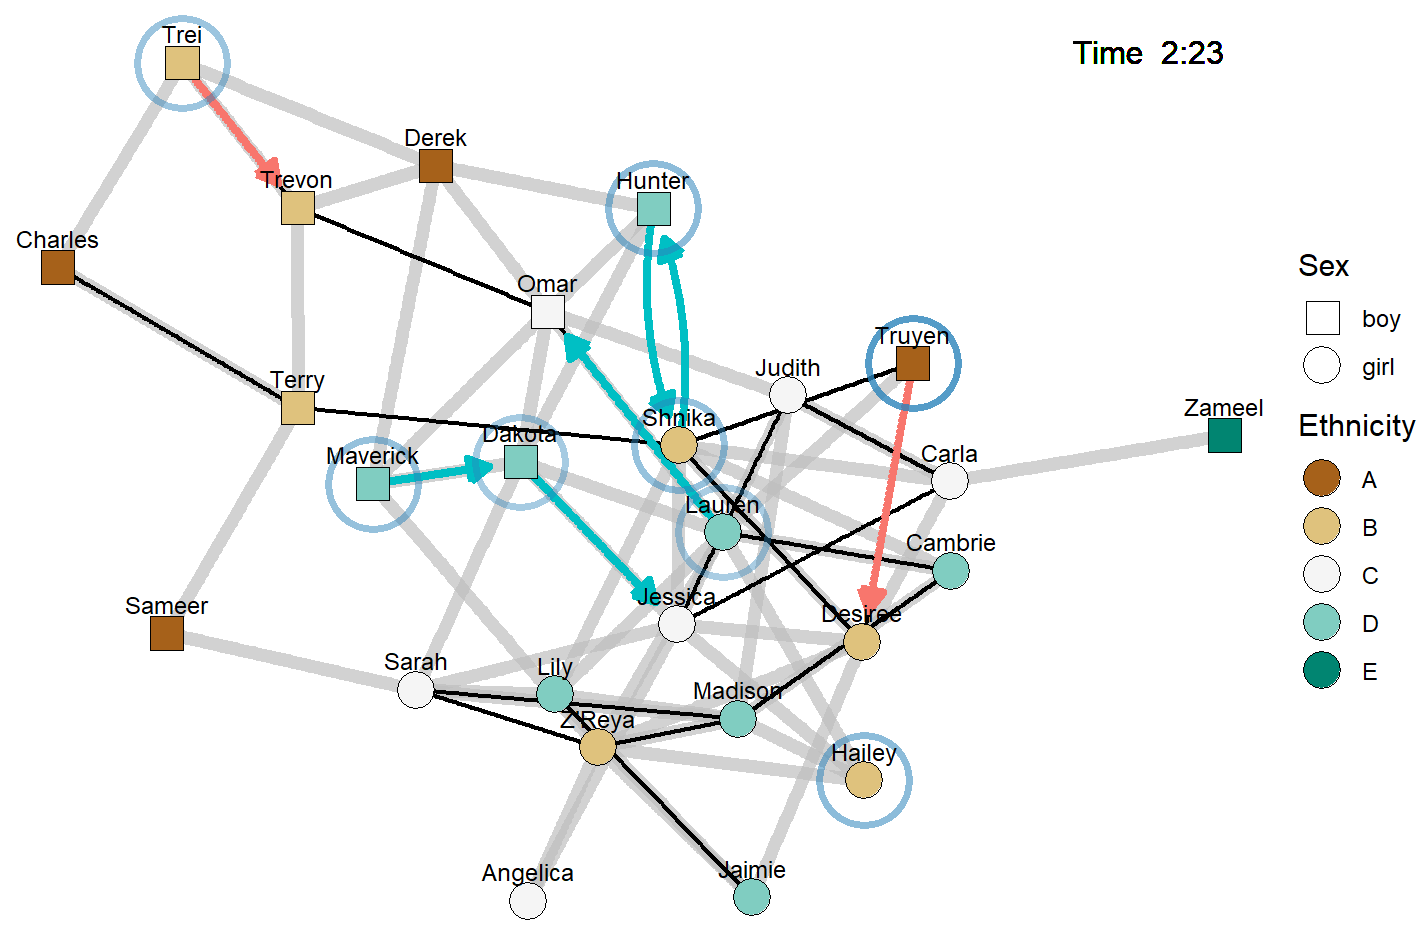 Trei
Time  2:23
Derek
Trevon
Hunter
Charles
Omar
Truyen
Judith
Terry
Shnika
Zameel
Dakota
Maverick
Carla
Lauren
Cambrie
Jessica
Sameer
Desiree
Sarah
Lily
Madison
Z'Reya
Hailey
Angelica
Jaimie
Sex
boy
girl
Ethnicity
A
B
C
D
E